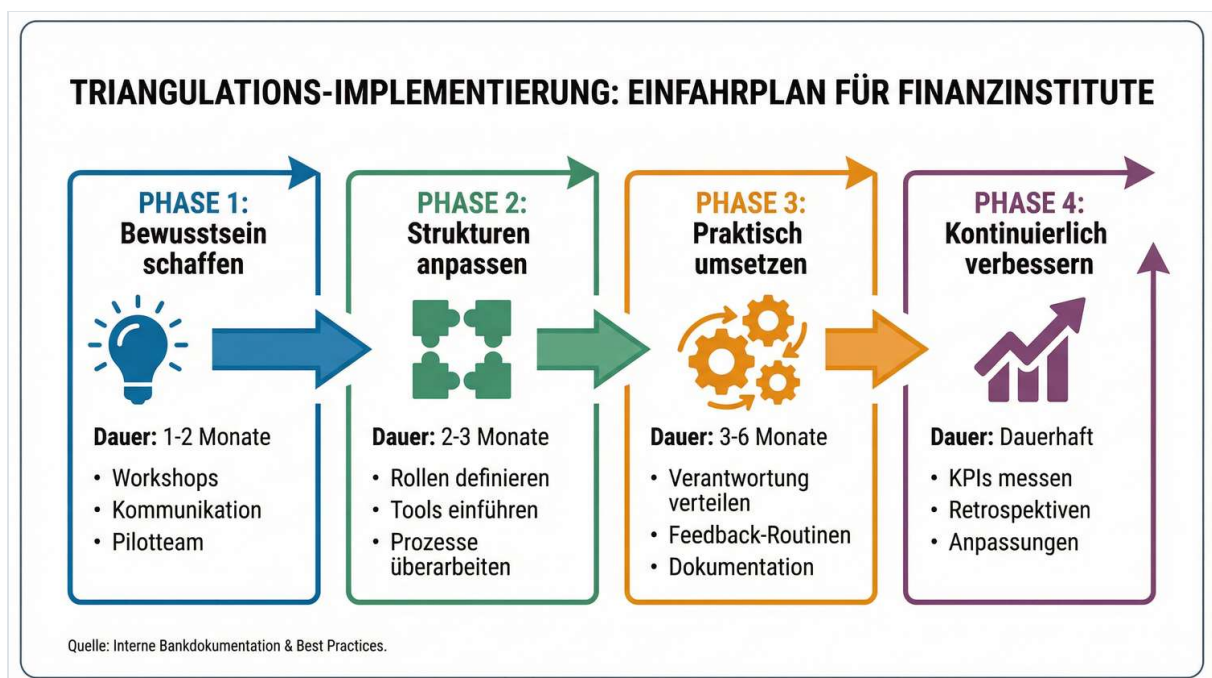 TRIANGULATIONS-IMPLEMENTIERUNG: EINFAHRPLAN FÜR FINANZINSTITUTE
PHASE 1:
Bewusstsein
schaffen
Dauer: 1-2 Monate
• Workshops
• Kommunikation
• Pilotteam
PHASE 2:
Strukturen
anpassen
Dauer: 2-3 Monate
• Rollen definieren
• Tools einführen
• Prozesse
überarbeiten
PHASE 3:
Praktisch
umsetzen
Dauer: 3-6 Monate
• Verantwortung
verteilen
• Feedback-Routinen
• Dokumentation
PHASE 4:
Kontinuierlich
verbessern
Dauer: Dauerhaft
• KPIs messen
• Retrospektiven
• Anpassungen
Quelle: Interne Bankdokumentation & Best Practices.